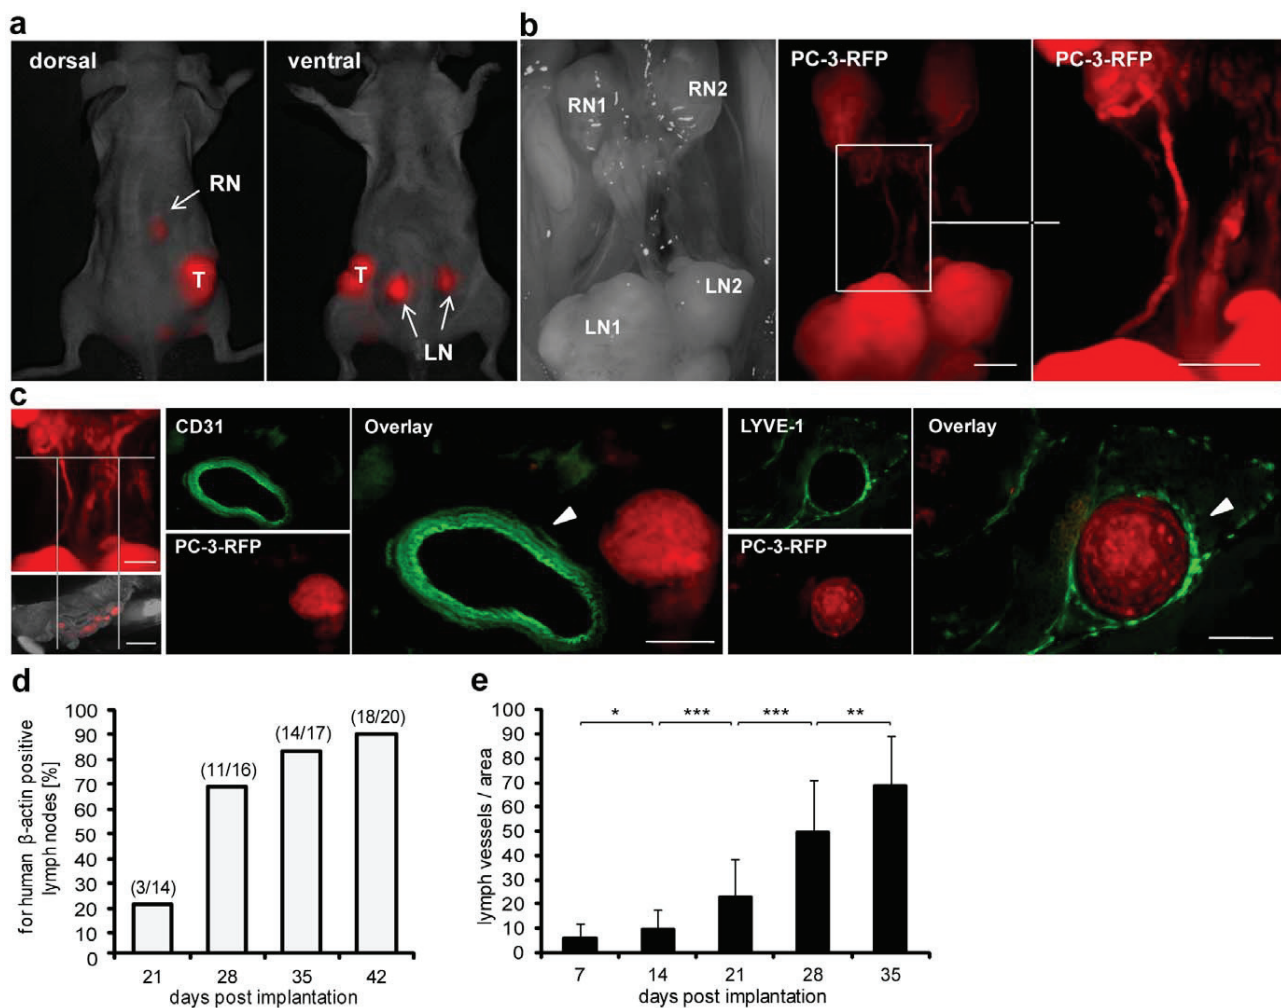 a
dorsal
RN
T
ventral
T
LN
b
RN1
RN2
LN1
LN2
PC-3-RFP
PC-3-RFP
c
CD31
PC-3-RFP
Overlay
LYVE-1
PC-3-RFP
Overlay
d
for human β-actin positive
lymph nodes [%]
100
90
80
70
60
50
40
30
20
10
0
(3/14)
(11/16)
(14/17)
(18/20)
21 28 35 42
days post implantation
e
lymph vessels / area
100
90
80
70
60
50
40
30
20
10
0
* *** *** **
7 14 21 28 35
days post implantation